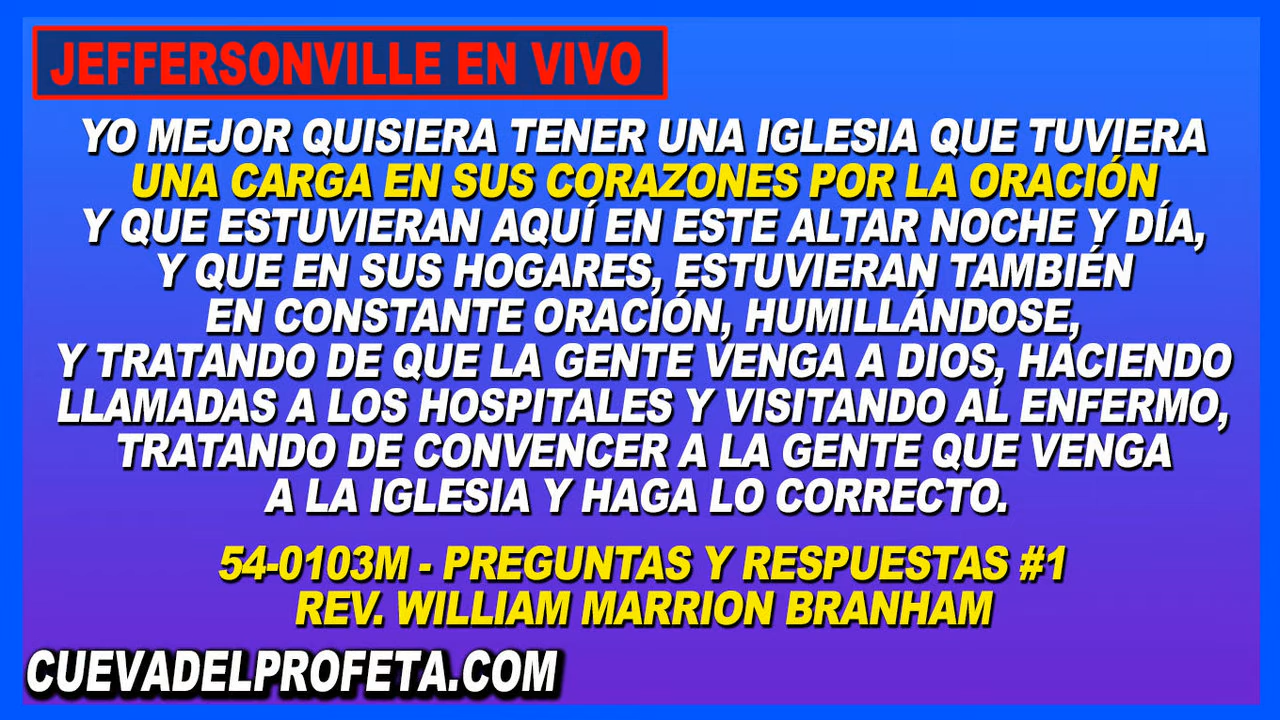 JEFFERSONVILLE EN VIVO
YO MEJOR QUISIERA TENER UNA IGLESIA QUE TUVIERA
UNA CARGA EN SUS CORAZONES POR LA ORACIÓN
Y QUE ESTUVIERAN AQUÍ EN ESTE ALTAR NOCHE Y DÍA,
Y QUE EN SUS HOGARES, ESTUVIERAN TAMBIÉN
EN CONSTANTE ORACIÓN, HUMILLÁNDOSE,
Y TRATANDO DE QUE LA GENTE VENGA A DIOS, HACIENDO
LLAMADAS A LOS HOSPITALES Y VISITANDO AL ENFERMO,
TRATANDO DE CONVENCER A LA GENTE QUE VENGA
A LA IGLESIA Y HAGA LO CORRECTO.
54-0103M - PREGUNTAS Y RESPUESTAS #1
REV. WILLIAM MARRION BRANHAM
CUEVADELPROFETA.COM